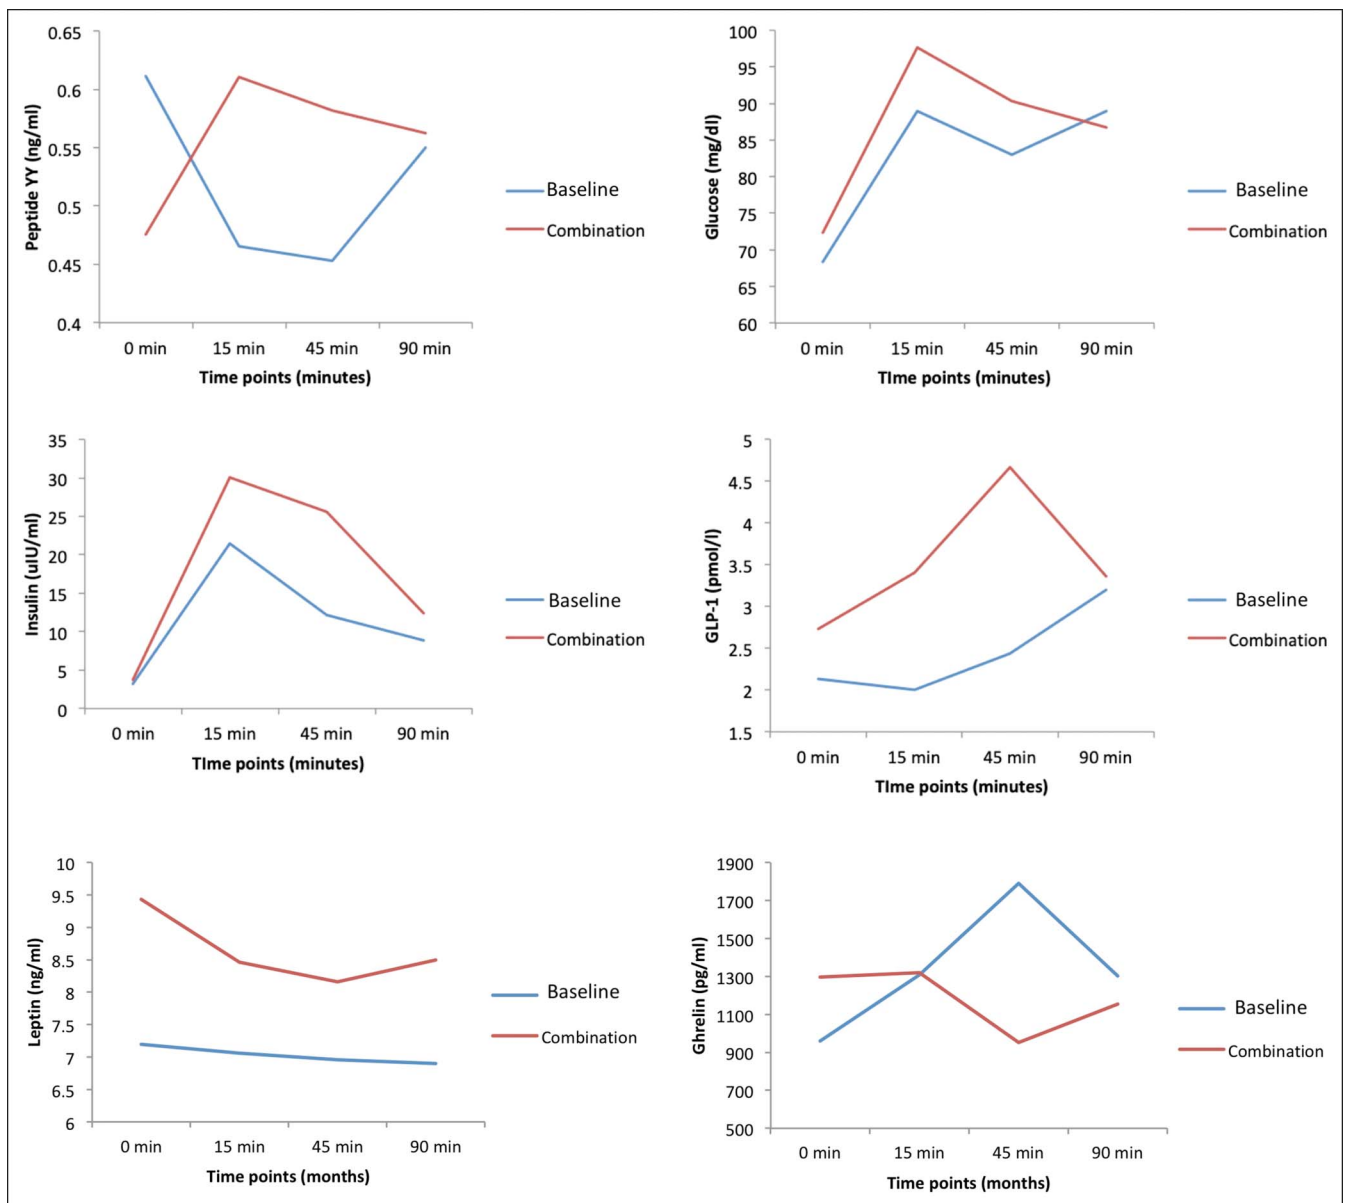 Peptide YY (ng/ml)
0.65
0.6
0.55
0.5
0.45
0.4
0 min 15 min 45 min 90 min
Time points (minutes)
Baseline
Combination
Glucose (mg/dl)
100
95
90
85
80
75
70
65
60
0 min 15 min 45 min 90 min
TIme points (minutes)
Baseline
Combination
Insulin (uIU/ml)
35
30
25
20
15
10
5
0
0 min 15 min 45 min 90 min
TIme points (minutes)
Baseline
Combination
GLP-1 (pmol/l)
5
4.5
4
3.5
3
2.5
2
1.5
0 min 15 min 45 min 90 min
TIme points (minutes)
Baseline
Combination
Leptin (ng/ml)
10
9.5
9
8.5
8
7.5
7
6.5
6
0 min 15 min 45 min 90 min
Time points (months)
Baseline
Combination
Ghrelin (pg/ml)
1900
1700
1500
1300
1100
900
700
500
0 min 15 min 45 min 90 min
Time points (months)
Baseline
Combination